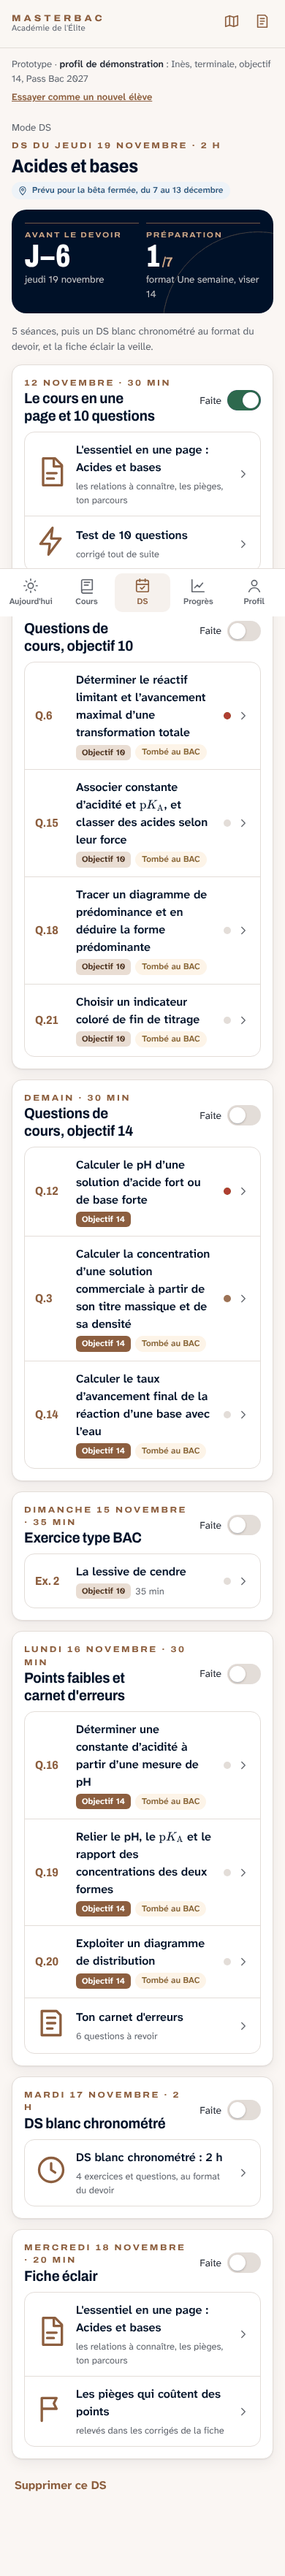 MASTERBAC
Académie de l'Élite
Prototype · profil de démonstration : Inès, terminale, objectif
14, Pass Bac 2027
Essayer comme un nouvel élève
Mode DS
DS DU JEUDI 19 NOVEMBRE · 2 H
Acides et bases
Prévu pour la bêta fermée, du 7 au 13 décembre
AVANT LE DEVOIR
J–6
jeudi 19 novembre
PRÉPARATION
1/7
format Une semaine, viser
14
5 séances, puis un DS blanc chronométré au format du
devoir, et la fiche éclair la veille.
12 NOVEMBRE · 30 MIN
Le cours en une
page et 10 questions
Faite
L'essentiel en une page :
Acides et bases
les relations à connaître, les pièges,
ton parcours
Test de 10 questions
corrigé tout de suite
Aujourd'hui
Cours
DS
Progrès
Profil
Questions de
cours, objectif 10
Faite
Q.6
Déterminer le réactif
limitant et l'avancement
maximal d'une
transformation totale
Objectif 10
Tombé au BAC
Q.15
Associer constante
d'acidité et pKA, et
classer des acides selon
leur force
Objectif 10
Tombé au BAC
Q.18
Tracer un diagramme de
prédominance et en
déduire la forme
prédominante
Objectif 10
Tombé au BAC
Q.21
Choisir un indicateur
coloré de fin de titrage
Objectif 10
Tombé au BAC
DEMAIN · 30 MIN
Questions de
cours, objectif 14
Faite
Q.12
Calculer le pH d'une
solution d'acide fort ou
de base forte
Objectif 14
Q.3
Calculer la concentration
d'une solution
commerciale à partir de
son titre massique et de
sa densité
Objectif 14
Tombé au BAC
Q.14
Calculer le taux
d'avancement final de la
réaction d'une base avec
l'eau
Objectif 14
Tombé au BAC
DIMANCHE 15 NOVEMBRE
· 35 MIN
Exercice type BAC
Faite
Ex. 2
La lessive de cendre
Objectif 10
35 min
LUNDI 16 NOVEMBRE · 30
MIN
Points faibles et
carnet d'erreurs
Faite
Q.16
Déterminer une
constante d'acidité à
partir d'une mesure de
pH
Objectif 14
Tombé au BAC
Q.19
Relier le pH, le pKA et le
rapport des
concentrations des deux
formes
Objectif 14
Tombé au BAC
Q.20
Exploiter un diagramme
de distribution
Objectif 14
Tombé au BAC
Ton carnet d'erreurs
6 questions à revoir
MARDI 17 NOVEMBRE · 2
H
DS blanc chronométré
Faite
DS blanc chronométré : 2 h
4 exercices et questions, au format
du devoir
MERCREDI 18 NOVEMBRE
· 20 MIN
Fiche éclair
Faite
L'essentiel en une page :
Acides et bases
les relations à connaître, les pièges,
ton parcours
Les pièges qui coûtent des
points
relevés dans les corrigés de la fiche
Supprimer ce DS